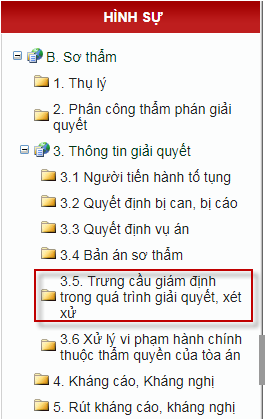 HÌNH SỰ
B. Sơ thẩm
1. Thụ lý
2. Phân công thẩm phán giải
quyết
3. Thông tin giải quyết
3.1 Người tiến hành tố tụng
3.2 Quyết định bị can, bị cáo
3.3 Quyết định vụ án
3.4 Bản án sơ thẩm
3.5. Trưng cầu giám định
trong quá trình giải quyết, xét
xử
3.6 Xử lý vi phạm hành chính
thuộc thẩm quyền của tòa án
4. Kháng cáo, Kháng nghị
5. Rút kháng cáo, kháng nghị